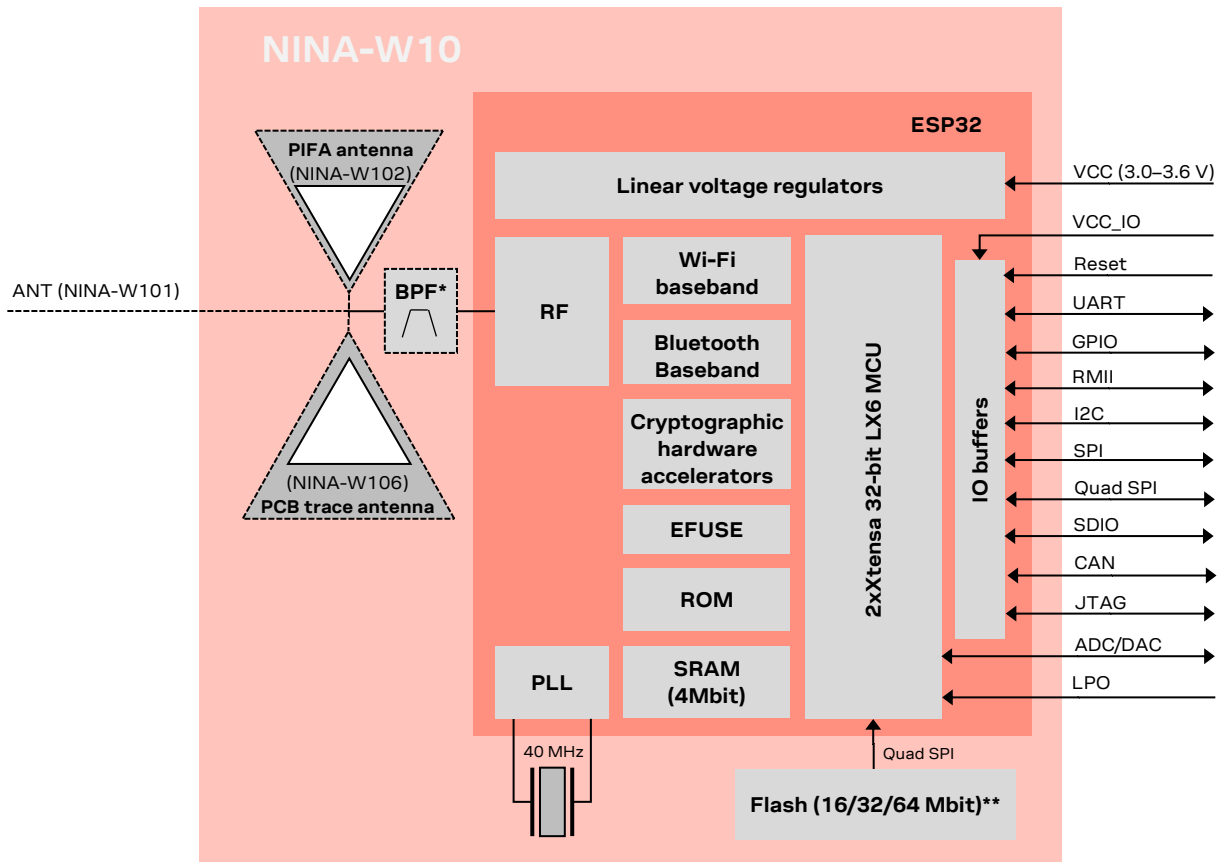 NINA-W10
ESP32
PIFA antenna
(NINA-W102)
Linear voltage regulators
VCC (3.0–3.6 V)
VCC_IO
Reset
ANT (NINA-W101)
BPF*
RF
Wi-Fi
baseband
Bluetooth
Baseband
Cryptographic
hardware
accelerators
EFUSE
ROM
SRAM
(4Mbit)
PLL
2xXtensa 32-bit LX6 MCU
IO buffers
UART
GPIO
RMII
I2C
SPI
Quad SPI
SDIO
CAN
JTAG
ADC/DAC
LPO
(NINA-W106)
PCB trace antenna
40 MHz
Quad SPI
Flash (16/32/64 Mbit)**